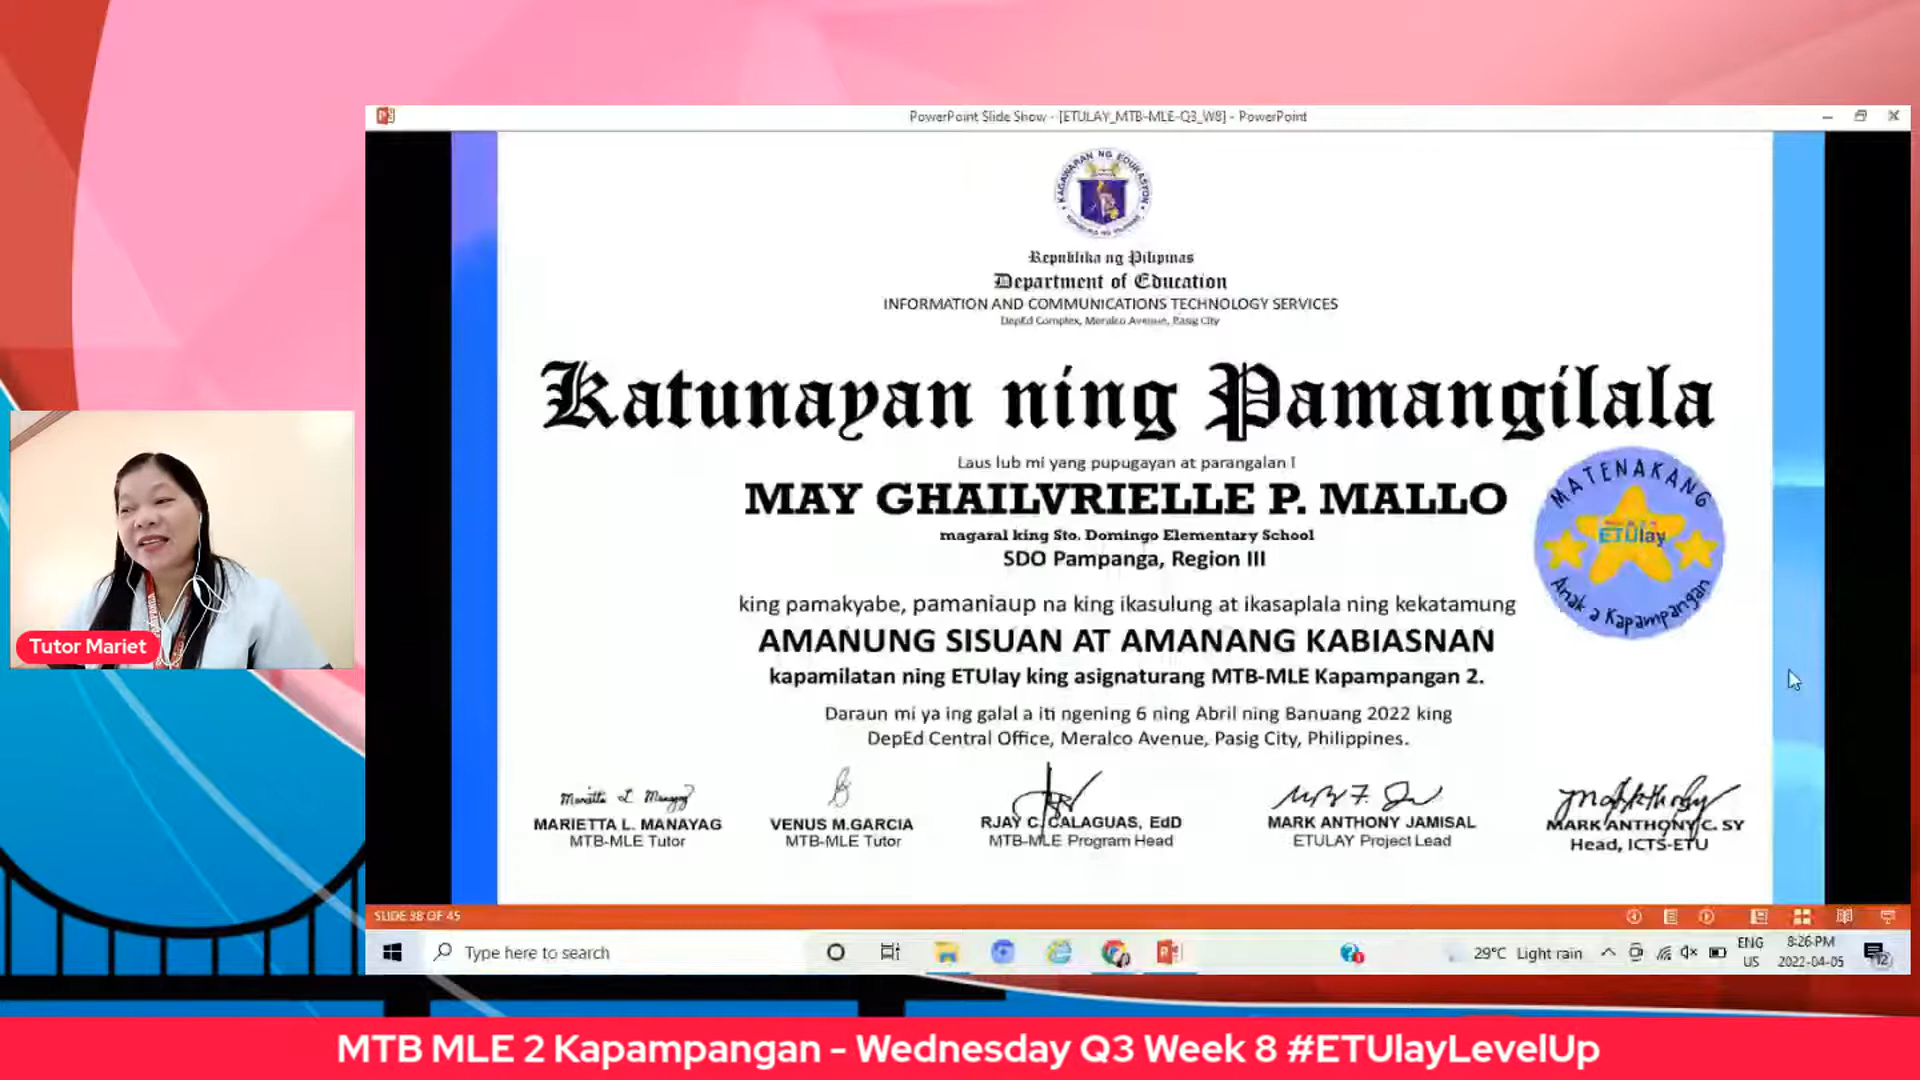 PowerPoint Slide Show - [ETULAY_MTB-MLE-Q3_W8] - PowerPoint
KAGAWARAN NG EDUKASYON
Republika ng Pilipinas
Department of Education
INFORMATION AND COMMUNICATIONS TECHNOLOGY SERVICES
DepEd Complex, Meralco Avenue, Pasig City
Katunayan ning Pamangilala
Laus lub mi yang pupugayan at parangalan I
MAY GHAILVRIELLE P. MALLO
magaral king Sto. Domingo Elementary School
SDO Pampanga, Region III
MATENAKANG
ETUlay
Anak a Kapampangan
king pamakyabe, pamaniaup na king ikasulung at ikasaplala ning kekatamung
AMANUNG SISUAN AT AMANANG KABIASNAN
kapamilatan ning ETUlay king asignaturang MTB-MLE Kapampangan 2.
Daraun mi ya ing galal a iti ngening 6 ning Abril ning Banuang 2022 king
DepEd Central Office, Meralco Avenue, Pasig City, Philippines.
MARIETTA L. MANAYAG
MTB-MLE Tutor
VENUS M.GARCIA
MTB-MLE Tutor
RJAY C. CALAGUAS, EdD
MTB-MLE Program Head
MARK ANTHONY JAMISAL
ETULAY Project Lead
MARK ANTHONY C. SY
Head, ICTS-ETU
Tutor Mariet
SLIDE 38 OF 45
Type here to search
29°C Light rain
ENG
US
8:26 PM
2022-04-05
12
MTB MLE 2 Kapampangan - Wednesday Q3 Week 8 #ETUlayLevelUp